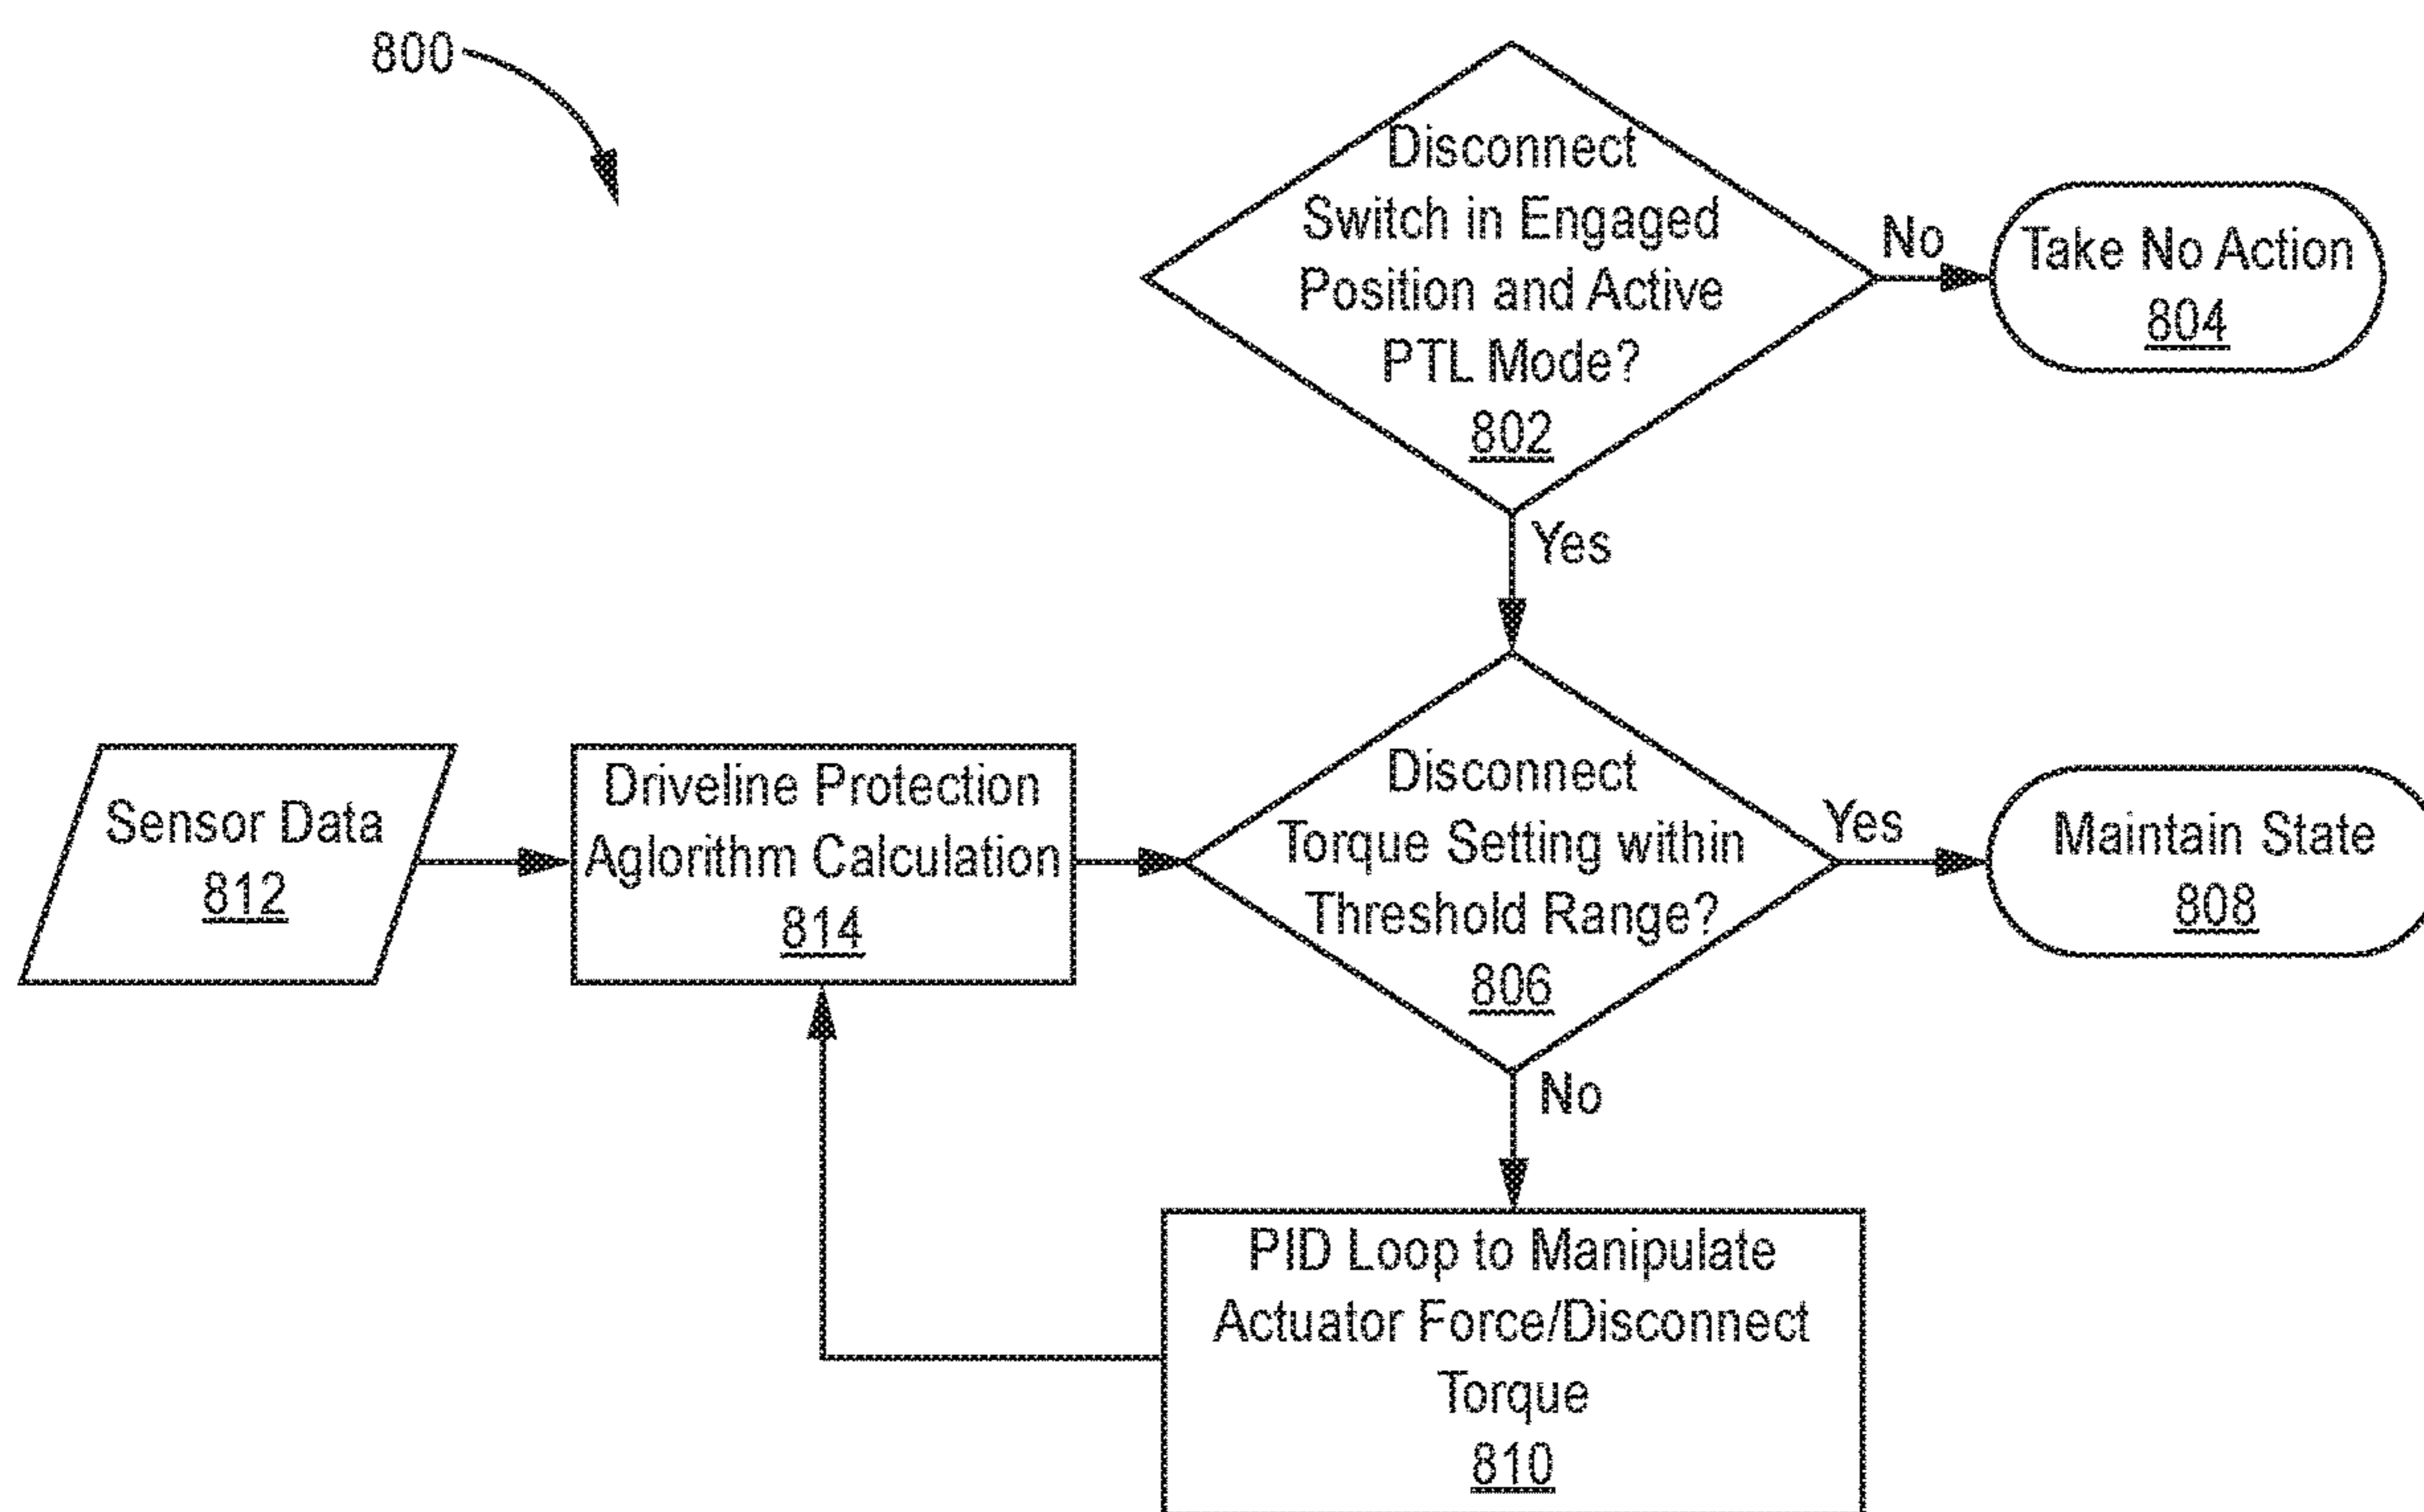 800
Disconnect
Switch in Engaged
Position and Active
PTL Mode?
802
No
Take No Action
804
Yes
Sensor Data
812
Driveline Protection
Aglorithm Calculation
814
Disconnect
Torque Setting within
Threshold Range?
806
Yes
Maintain State
808
No
PID Loop to Manipulate
Actuator Force/Disconnect
Torque
810